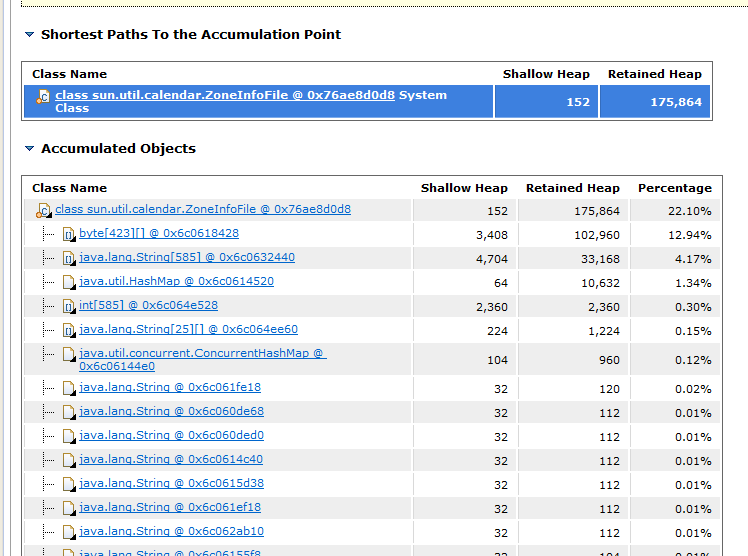 Shortest Paths To the Accumulation Point
Class Name Shallow Heap Retained Heap
class sun.util.calendar.ZoneInfoFile @ 0x76ae8d0d8 System
Class 152 175,864
Accumulated Objects
Class Name Shallow Heap Retained Heap Percentage
class sun.util.calendar.ZoneInfoFile @ 0x76ae8d0d8 152 175,864 22.10%
byte[423][] @ 0x6c0618428 3,408 102,960 12.94%
java.lang.String[585] @ 0x6c0632440 4,704 33,168 4.17%
java.util.HashMap @ 0x6c0614520 64 10,632 1.34%
int[585] @ 0x6c064e528 2,360 2,360 0.30%
java.lang.String[25][] @ 0x6c064ee60 224 1,224 0.15%
java.util.concurrent.ConcurrentHashMap @
0x6c06144e0 104 960 0.12%
java.lang.String @ 0x6c061fe18 32 120 0.02%
java.lang.String @ 0x6c060de68 32 112 0.01%
java.lang.String @ 0x6c060ded0 32 112 0.01%
java.lang.String @ 0x6c0614c40 32 112 0.01%
java.lang.String @ 0x6c0615d38 32 112 0.01%
java.lang.String @ 0x6c061ef18 32 112 0.01%
java.lang.String @ 0x6c062ab10 32 112 0.01%
java.lang.String @ 0x6c06155f8 32 104 0.01%